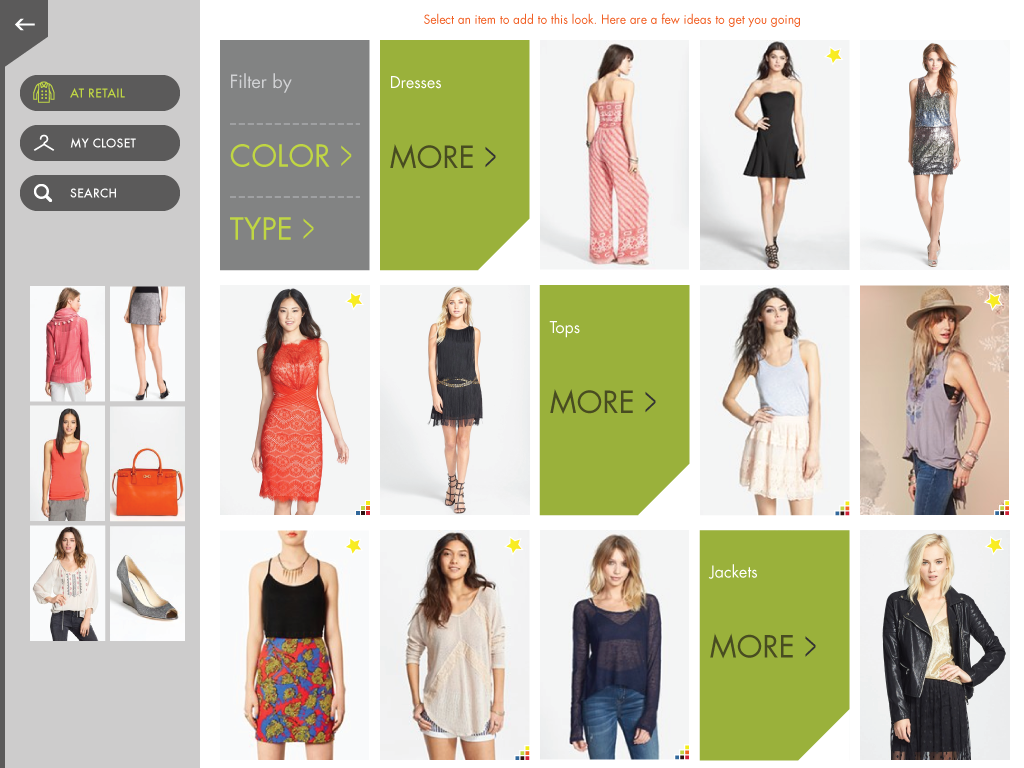 Select an item to add to this look. Here are a few ideas to get you going
AT RETAIL
MY CLOSET
SEARCH
Filter by
COLOR >
TYPE >
Dresses
MORE >
Tops
MORE >
Jackets
MORE >